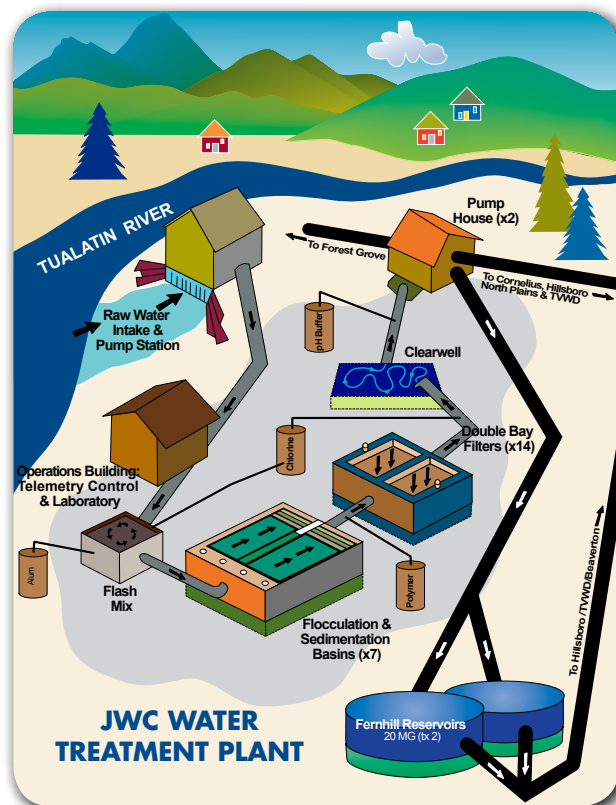 TUALATIN RIVER
Pump
House (x2)
To Forest Grove
To Cornelius, Hillsboro
North Plains & TVWD
Raw Water
Intake &
Pump Station
pH Buffer
Clearwell
Chlorine
Double Bay
Filters (x14)
Operations Building:
Telemetry Control
& Laboratory
Alum
Flash
Mix
Polymer
Flocculation &
Sedimentation
Basins (x7)
To Hillsboro /TVWD/Beaverton
Fernhill Reservoirs
20 MG (tx 2)
JWC WATER
TREATMENT PLANT